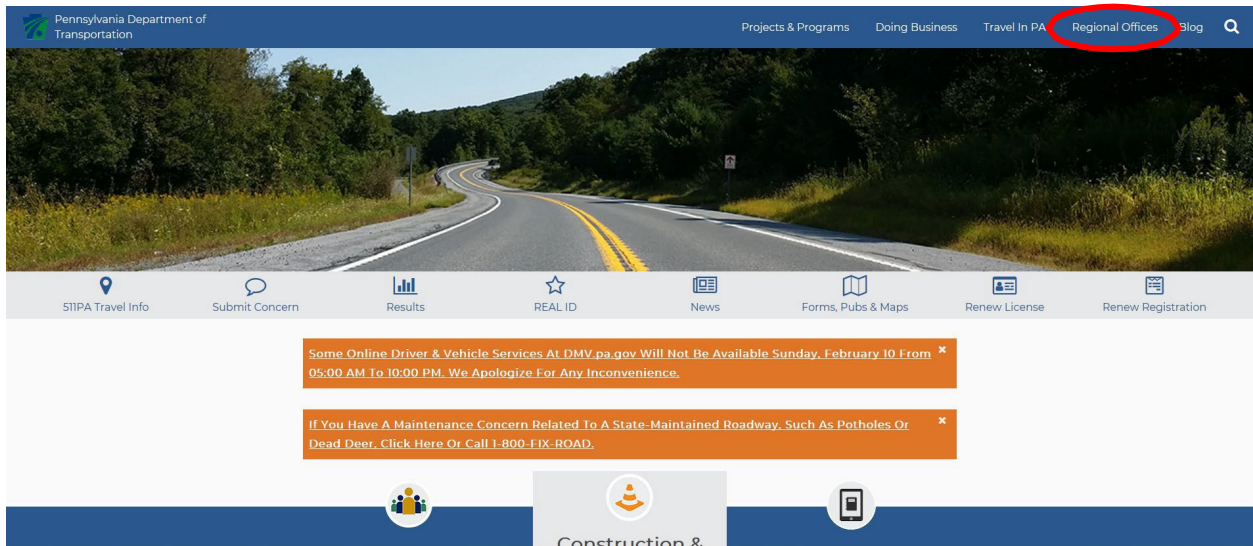 Pennsylvania Department of
Transportation
Projects & Programs Doing Business Travel In PA Regional Offices Blog
511PA Travel Info Submit Concern Results REAL ID News Forms, Pubs & Maps Renew License Renew Registration
Some Online Driver & Vehicle Services At DMV.pa.gov Will Not Be Available Sunday, February 10 From
05:00 AM To 10:00 PM. We Apologize For Any Inconvenience.
If You Have A Maintenance Concern Related To A State-Maintained Roadway, Such As Potholes Or
Dead Deer, Click Here Or Call 1-800-FIX-ROAD.
Construction &